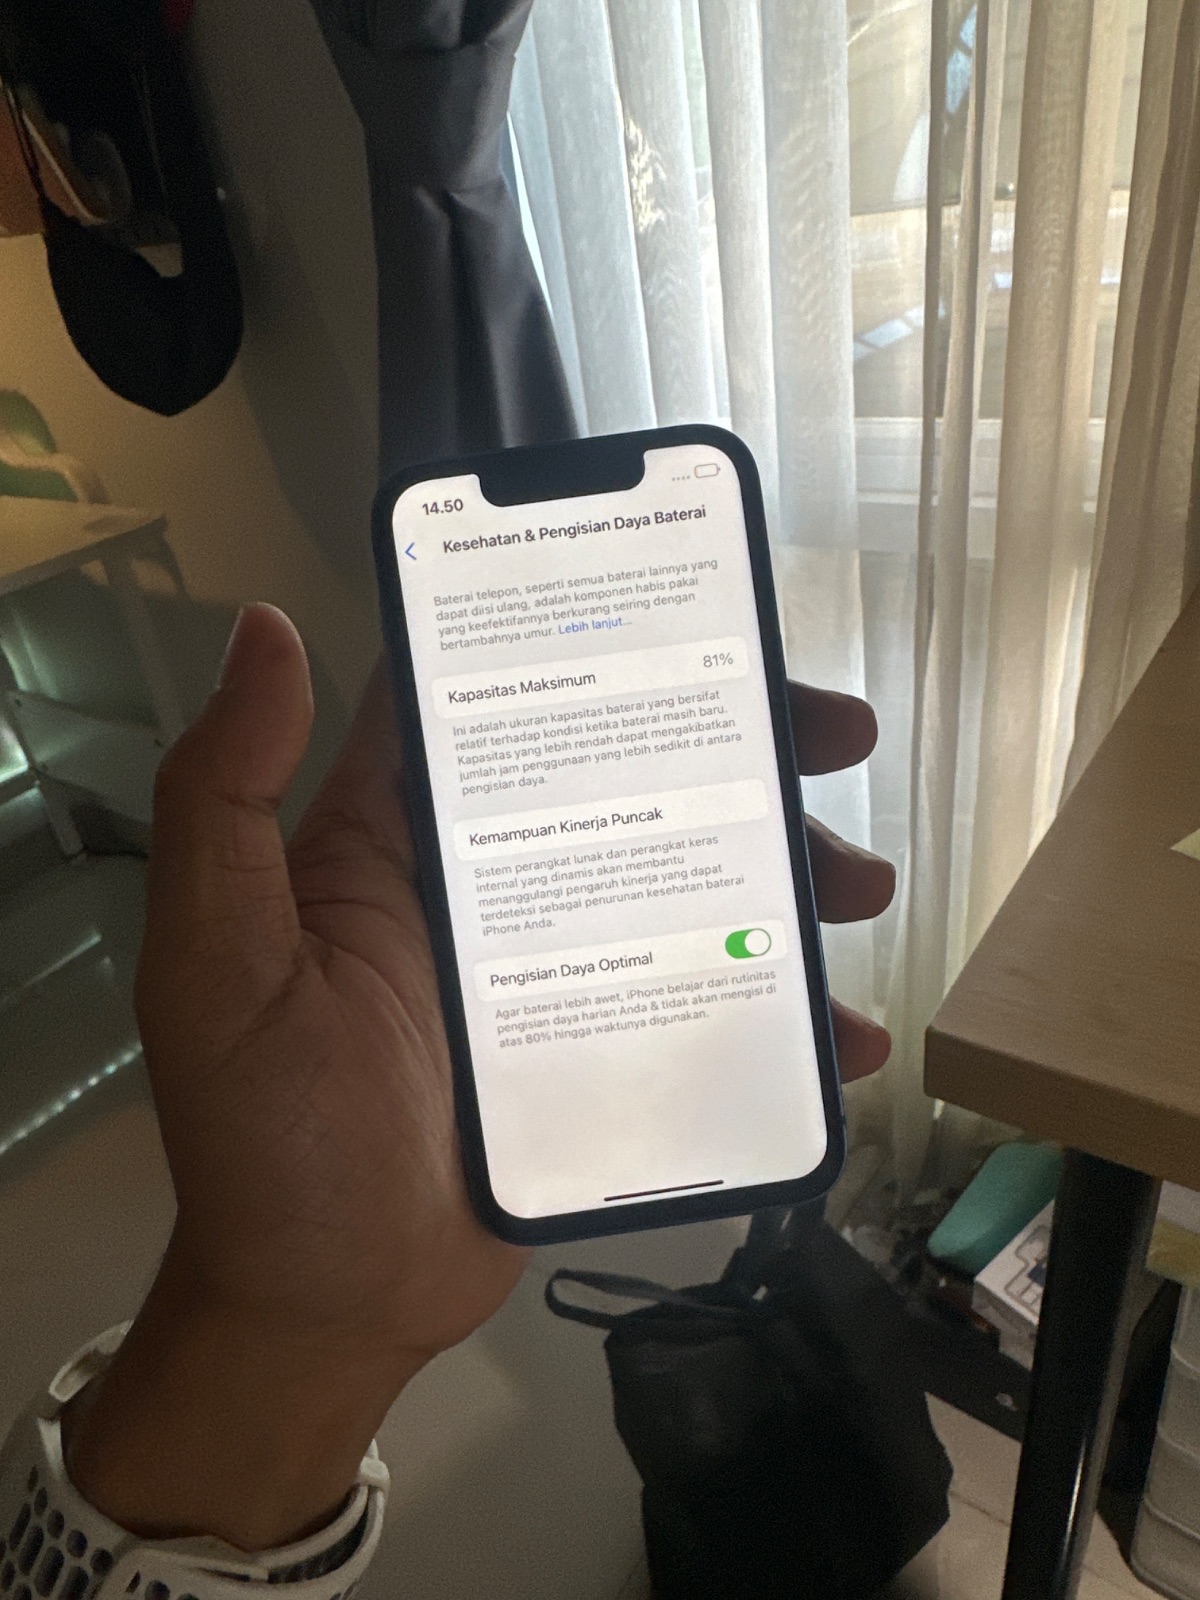 14.50
Kesehatan & Pengisian Daya Baterai
Baterai telepon, seperti semua baterai lainnya yang
dapat diisi ulang, adalah komponen habis pakai
yang keefektifannya berkurang seiring dengan
bertambahnya umur. Lebih lanjut...
Kapasitas Maksimum 81%
Ini adalah ukuran kapasitas baterai yang bersifat
relatif terhadap kondisi ketika baterai masih baru.
Kapasitas yang lebih rendah dapat mengakibatkan
jumlah jam penggunaan yang lebih sedikit di antara
pengisian daya.
Kemampuan Kinerja Puncak
Sistem perangkat lunak dan perangkat keras
internal yang dinamis akan membantu
menanggulangi pengaruh kinerja yang dapat
terdeteksi sebagai penurunan kesehatan baterai
iPhone Anda.
Pengisian Daya Optimal
Agar baterai lebih awet, iPhone belajar dari rutinitas
pengisian daya harian Anda & tidak akan mengisi di
atas 80% hingga waktunya digunakan.